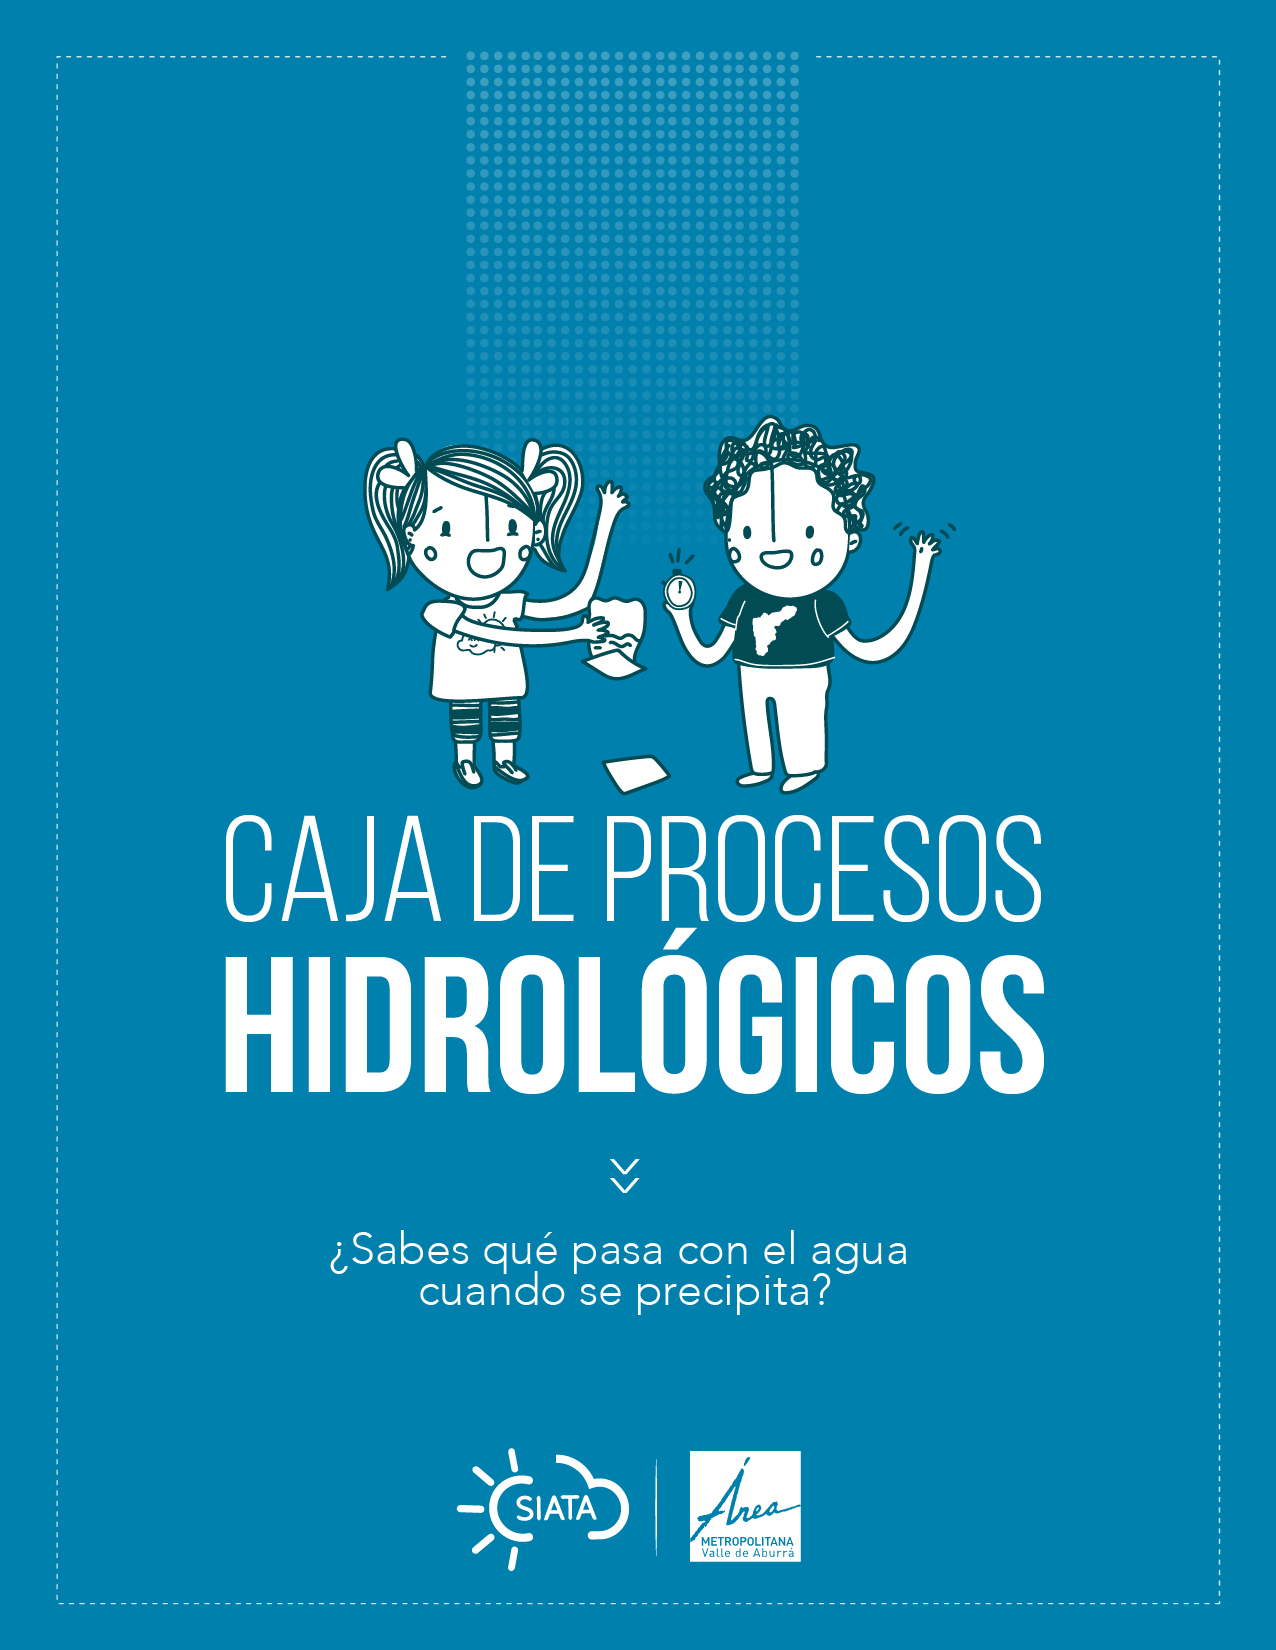 CAJA DE PROCESOS
HIDROLÓGICOS
¿Sabes qué pasa con el agua
cuando se precipita?
SIATA
Área
METROPOLITANA
Valle de Aburrá